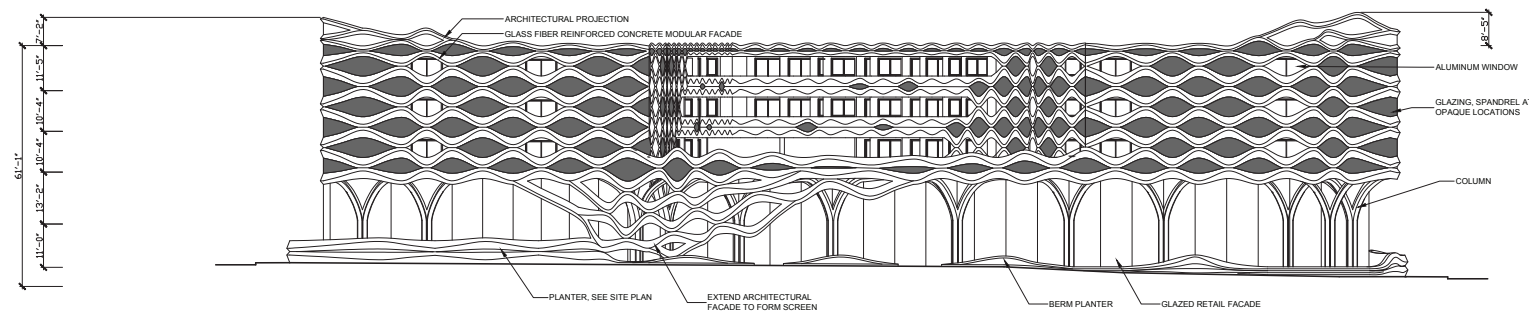 ARCHITECTURAL PROJECTION
GLASS FIBER REINFORCED CONCRETE MODULAR FACADE
7'-2"
11'-5"
10'-4"
10'-4"
13'-2"
11'-0"
61'-1"
ALUMINUM WINDOW
GLAZING, SPANDREL AT
OPAQUE LOCATIONS
COLUMN
PLANTER, SEE SITE PLAN
EXTEND ARCHITECTURAL
FACADE TO FORM SCREEN
BERM PLANTER
GLAZED RETAIL FACADE